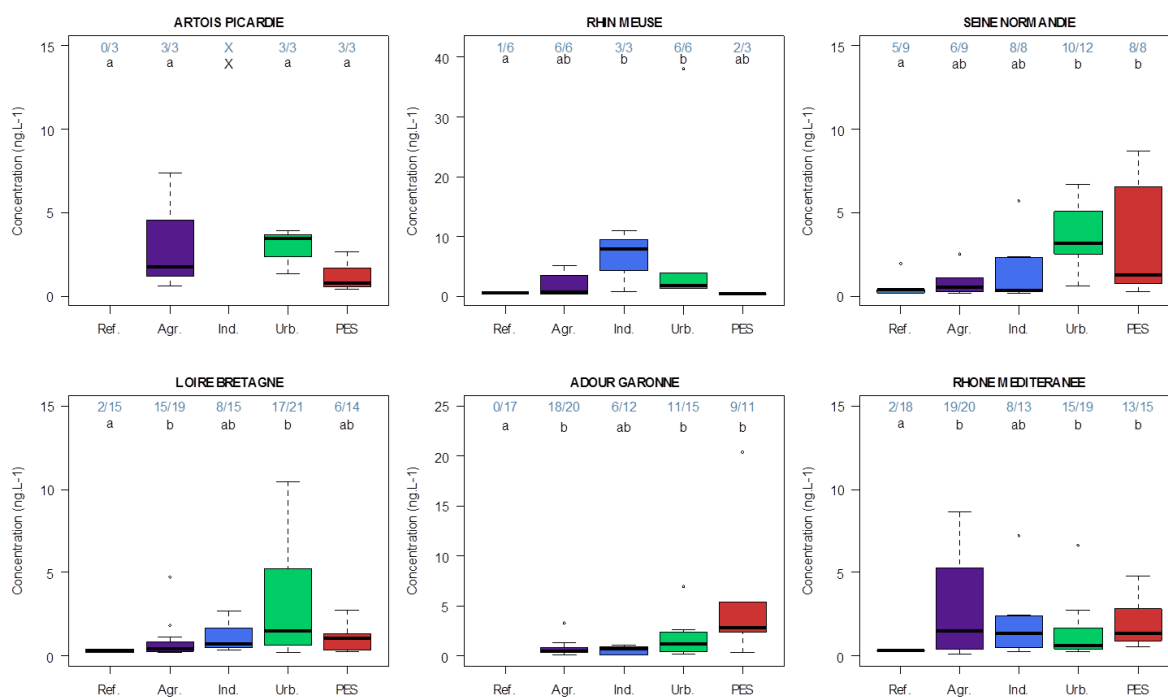 ARTOIS PICARDIE
0/3 3/3 X 3/3 3/3
a a X a a
Concentration (ng.L-1)
15
10
5
0
Ref. Agr. Ind. Urb. PES
RHIN MEUSE
1/6 6/6 3/3 6/6 2/3
a ab b b ab
Concentration (ng.L-1)
40
30
20
10
0
Ref. Agr. Ind. Urb. PES
SEINE NORMANDIE
5/9 6/9 8/8 10/12 8/8
a ab ab b b
Concentration (ng.L-1)
15
10
5
0
Ref. Agr. Ind. Urb. PES
LOIRE BRETAGNE
2/15 15/19 8/15 17/21 6/14
a b ab b ab
Concentration (ng.L-1)
15
10
5
0
Ref. Agr. Ind. Urb. PES
ADOUR GARONNE
0/17 18/20 6/12 11/15 9/11
a b ab b b
Concentration (ng.L-1)
25
20
15
10
5
0
Ref. Agr. Ind. Urb. PES
RHONE MEDITERANEE
2/18 19/20 8/13 15/19 13/15
a b ab b b
Concentration (ng.L-1)
15
10
5
0
Ref. Agr. Ind. Urb. PES